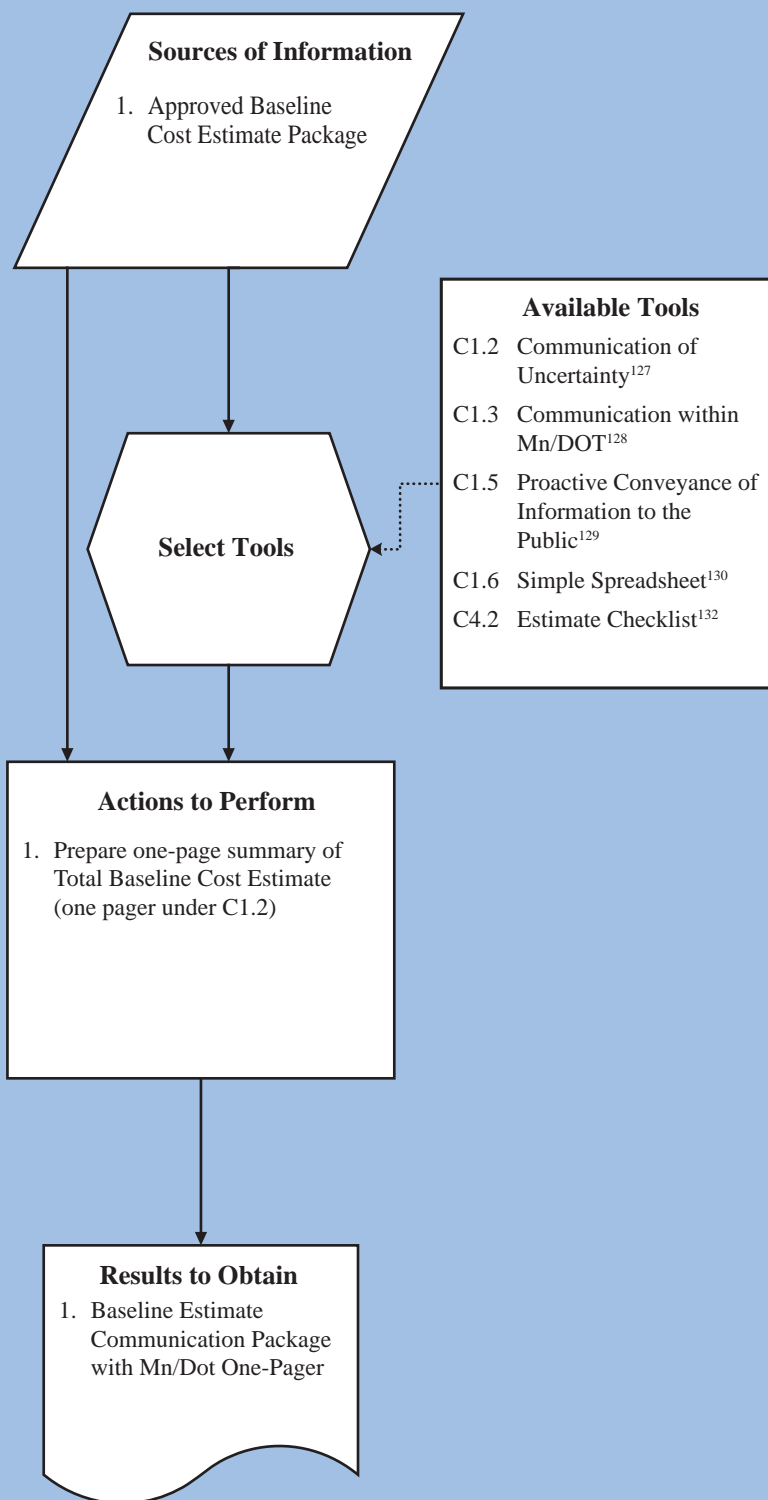 Sources of Information
1. Approved Baseline
Cost Estimate Package
Available Tools
C1.2 Communication of
Uncertainty127
C1.3 Communication within
Mn/DOT128
C1.5 Proactive Conveyance of
Information to the
Public129
C1.6 Simple Spreadsheet130
C4.2 Estimate Checklist132
Select Tools
Actions to Perform
1. Prepare one-page summary of
Total Baseline Cost Estimate
(one pager under C1.2)
Results to Obtain
1. Baseline Estimate
Communication Package
with Mn/Dot One-Pager